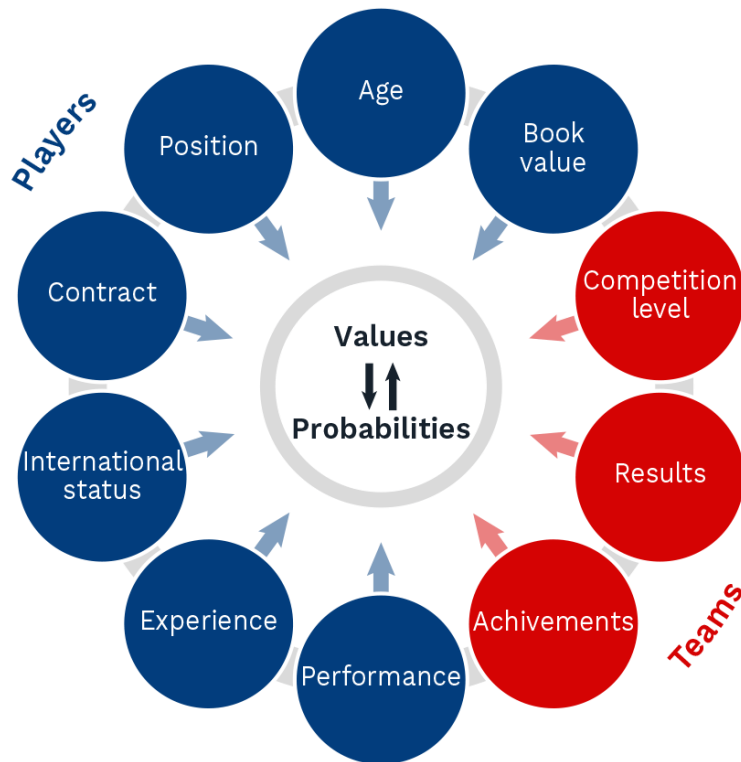 Players
Age
Position
Book
value
Contract
Competition
level
Values
Probabilities
International
status
Results
Experience
Achivements
Performance
Teams